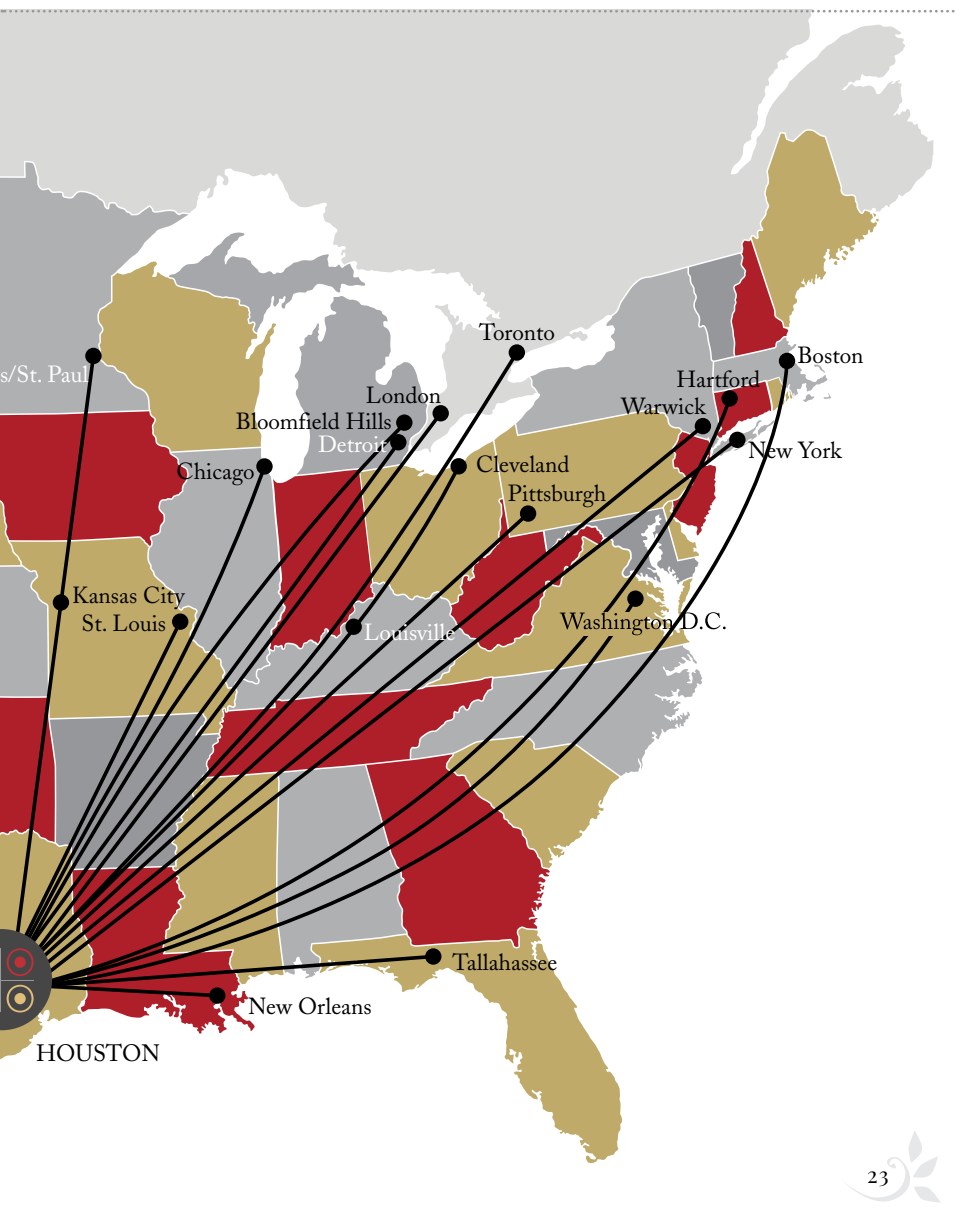 Toronto
Boston
s/St. Paul
Hartford
London
Warwick
Bloomfield Hills
Detroit
New York
Cleveland
Chicago
Pittsburgh
Kansas City
St. Louis
Washington D.C.
Louisville
Tallahassee
New Orleans
HOUSTON
23